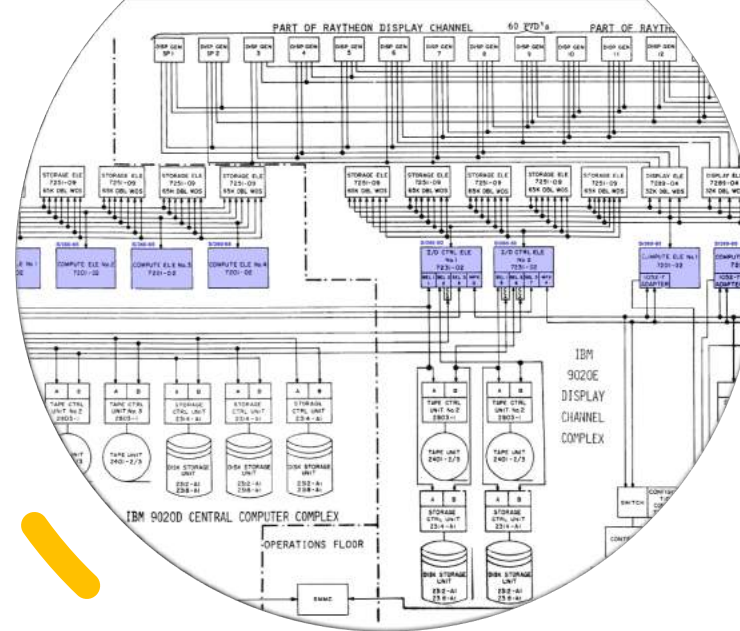 PART OF RAYTHEON DISPLAY CHANNEL
60 PVD's
PART OF RAYTH
DISP GEN
SP1
DISP GEN
SP2
DISP GEN
3
DISP GEN
4
DISP GEN
5
DISP GEN
6
DISP GEN
7
DISP GEN
8
DISP GEN
9
DISP GEN
10
DISP GEN
11
DISP GEN
12
STORAGE ELE
7251-09
65K DBL WDS
STORAGE ELE
7251-09
65K DBL WDS
STORAGE ELE
7251-09
65K DBL WDS
STORAGE ELE
7251-09
65K DBL WDS
STORAGE ELE
7251-09
65K DBL WDS
STORAGE ELE
7251-09
65K DBL WDS
STORAGE ELE
7251-09
65K DBL WDS
STORAGE ELE
7251-09
65K DBL WDS
STORAGE ELE
7251-09
65K DBL WDS
DISPLAY ELE
7289-04
32K DBL WDS
DISPLAY EL
7289-04
COMPUTE ELE No.2
7201-02
COMPUTE ELE No.3
7201-02
COMPUTE ELE No.4
7201-02
I/O CTRL ELE
No.1
7231-02
I/O CTRL ELE
No.2
7231-02
COMPUTE ELE No.1
7201-02
1052-7
ADAPTER
COMPU
1052-7
ADAPTER
A B
TAPE CTRL
UNIT No.2
2803-1
A B
TAPE CTRL
UNIT No.3
2803-1
A B
STORAGE
CTRL UNIT
2314-A1
A B
STORAGE
CTRL UNIT
2314-A1
A B
STORAGE
CTRL UNIT
2314-A1
A B
TAPE CTRL
UNIT No.2
2803-1
A B
TAPE CTRL
UNIT No.2
2803-1
IBM
9020E
DISPLAY
CHANNEL
COMPLEX
TAPE UNIT
2401-2/3
DISK STORAGE
UNIT
2312-A1
2318-A1
DISK STORAGE
UNIT
2312-A1
2318-A1
DISK STORAGE
UNIT
2312-A1
2318-A1
TAPE UNIT
2401-2/3
TAPE UNIT
2401-2/3
A B
STORAGE
CTRL UNIT
2314-A1
A B
STORAGE
CTRL UNIT
2314-A1
SWITCH
IBM 9020D CENTRAL COMPUTER COMPLEX
OPERATIONS FLOOR
DISK STORAGE
UNIT
2312-A1
2318-A1
DISK STORAGE
UNIT
2312-A1
2318-A1